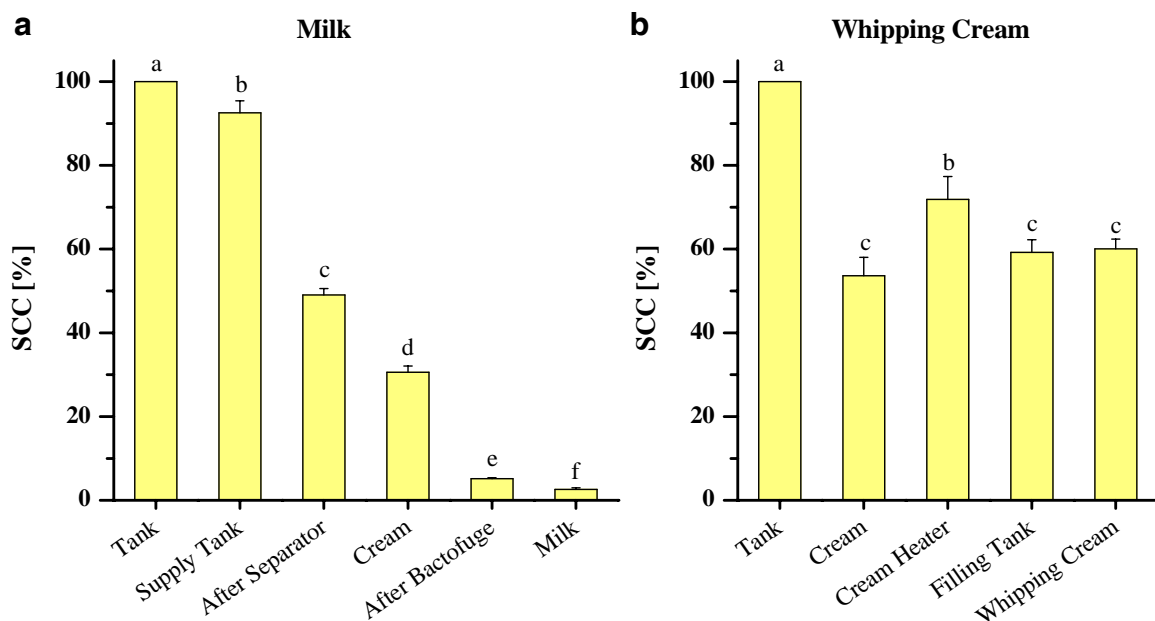 a
Milk
SCC [%]
100
80
60
40
20
0
a
b
c
d
e
f
Tank
Supply Tank
After Separator
Cream
After Bactofuge
Milk
b
Whipping Cream
SCC [%]
100
80
60
40
20
0
a
c
b
c
c
Tank
Cream
Cream Heater
Filling Tank
Whipping Cream